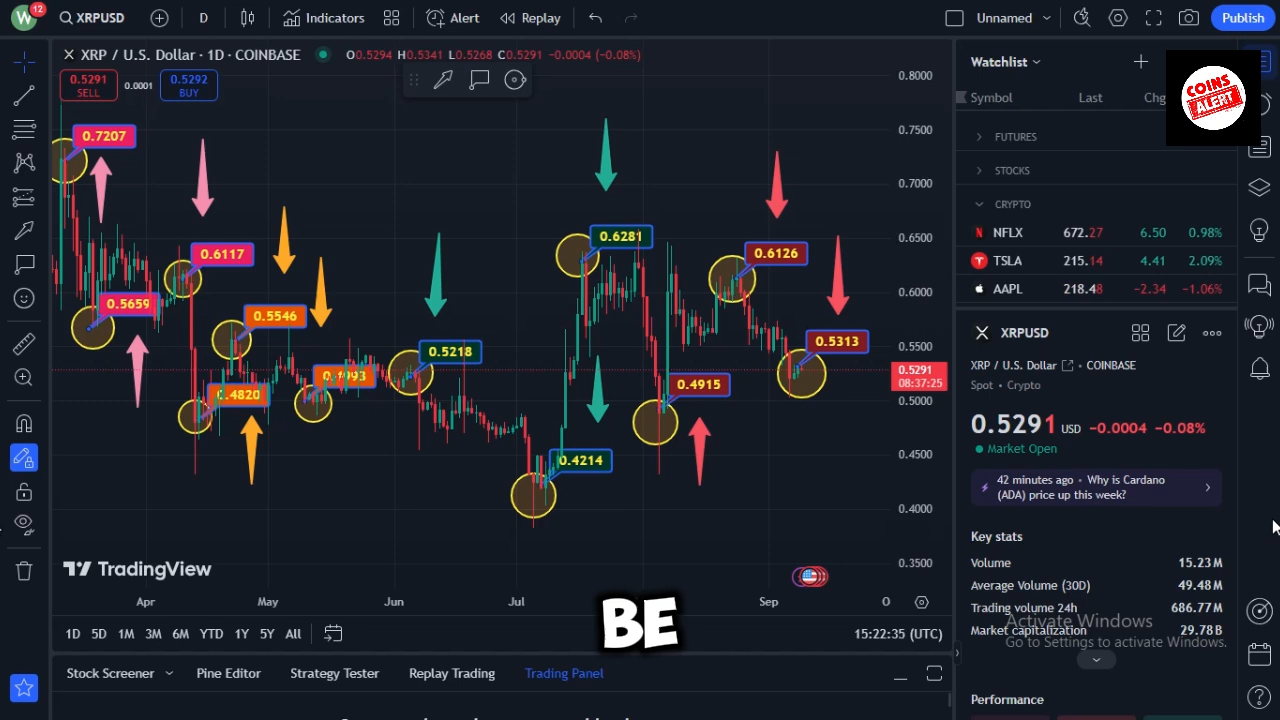 W 12 XRPUSD D Indicators Alert Replay Unnamed Publish
XRP / U.S. Dollar · 1D · COINBASE O0.5294 H0.5341 L0.5268 C0.5291 −0.0004 (−0.08%)
0.5291 SELL 0.0001 0.5292 BUY
0.7207
0.6117
0.5659
0.5546
0.4820
0.4993
0.5218
0.6281
0.4214
0.4915
0.6126
0.5313
0.8000
0.7500
0.7000
0.6500
0.6000
0.5500
0.5291
08:37:25
0.5000
0.4500
0.4000
0.3500
TradingView
Apr May Jun Jul Sep
BE
1D 5D 1M 3M 6M YTD 1Y 5Y All 15:22:35 (UTC)
Stock Screener Pine Editor Strategy Tester Replay Trading Trading Panel
Watchlist
COINS
ALERT
Symbol Last Chg
FUTURES
STOCKS
CRYPTO
NFLX 672.27 6.50 0.98%
TSLA 215.14 4.41 2.09%
AAPL 218.48 −2.34 −1.06%
XRPUSD
XRP / U.S. Dollar · COINBASE
Spot · Crypto
0.5291 USD −0.0004 −0.08%
Market Open
42 minutes ago · Why is Cardano
(ADA) price up this week?
Key stats
Volume 15.23M
Average Volume (30D) 49.48M
Trading volume 24h 686.77M
Market capitalization 29.78B
Activate Windows
Go to Settings to activate Windows.
Performance